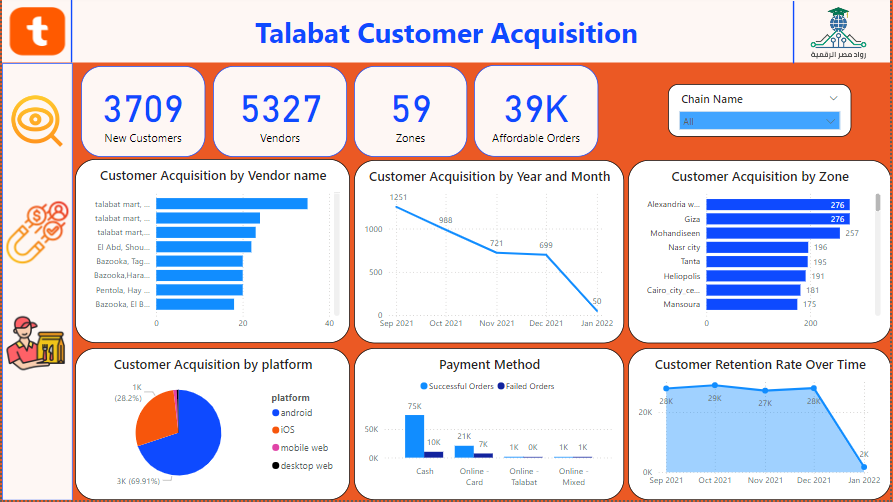 t
Talabat Customer Acquisition
رواد مصر الرقمية
3709
New Customers
5327
Vendors
59
Zones
39K
Affordable Orders
Chain Name
All
Customer Acquisition by Vendor name
talabat mart, ...
talabat mart, ...
talabat mart,...
El Abd, Shou...
Bazooka, Tag...
Bazooka,Hara...
Pentola, Hay ...
Bazooka, El B...
0
20
40
Customer Acquisition by Year and Month
1251
988
721
699
50
1000
500
0
Sep 2021
Oct 2021
Nov 2021
Dec 2021
Jan 2022
Customer Acquisition by Zone
Alexandria w...
276
Giza
276
Mohandiseen
257
Nasr city
196
Tanta
195
Heliopolis
191
Cairo_city_ce...
181
Mansoura
175
0
200
Customer Acquisition by platform
1K
(28.2%)
3K (69.91%)
platform
android
iOS
mobile web
desktop web
Payment Method
Successful Orders
Failed Orders
75K
10K
21K
7K
1K
0K
1K
1K
50K
0K
Cash
Online -
Card
Online -
Talabat
Online -
Mixed
Customer Retention Rate Over Time
28K
29K
27K
28K
2K
20K
0K
Sep 2021
Oct 2021
Nov 2021
Dec 2021
Jan 2022